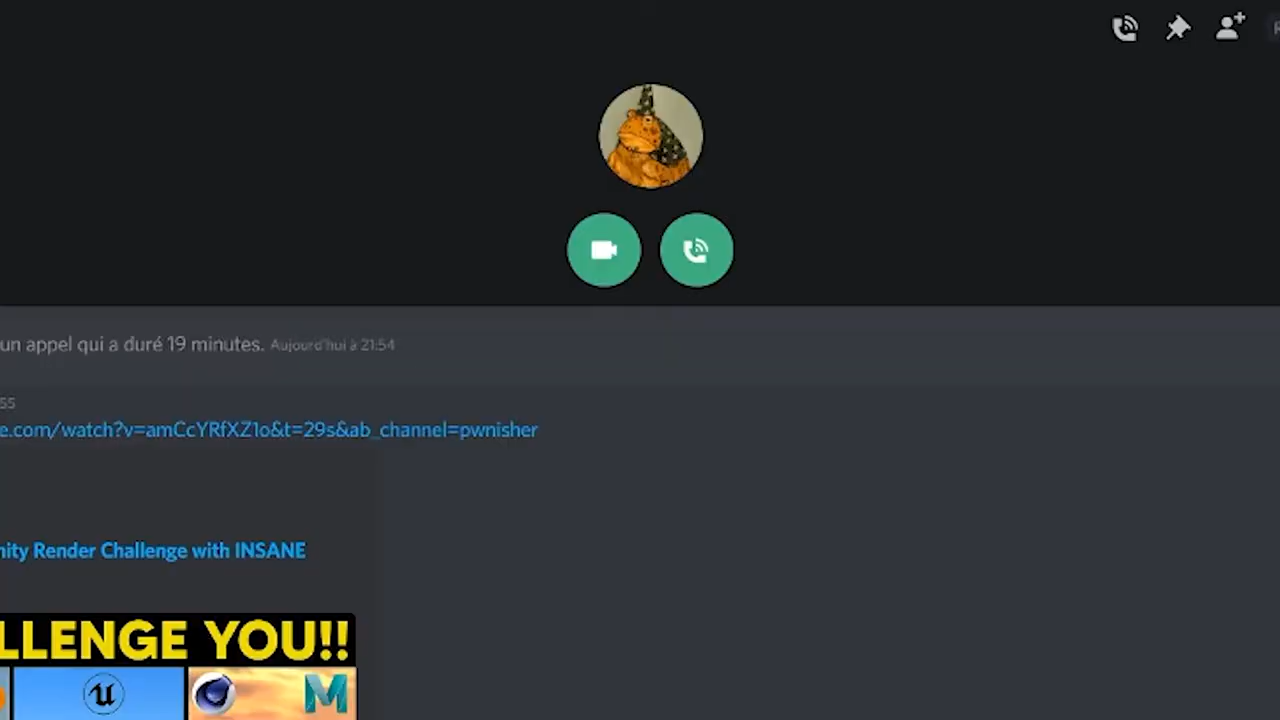 un appel qui a duré 19 minutes. Aujourd'hui à 21:54
55
e.com/watch?v=amCcYRfXZ1o&t=29s&ab_channel=pwnisher
nity Render Challenge with INSANE
LLENGE YOU!!